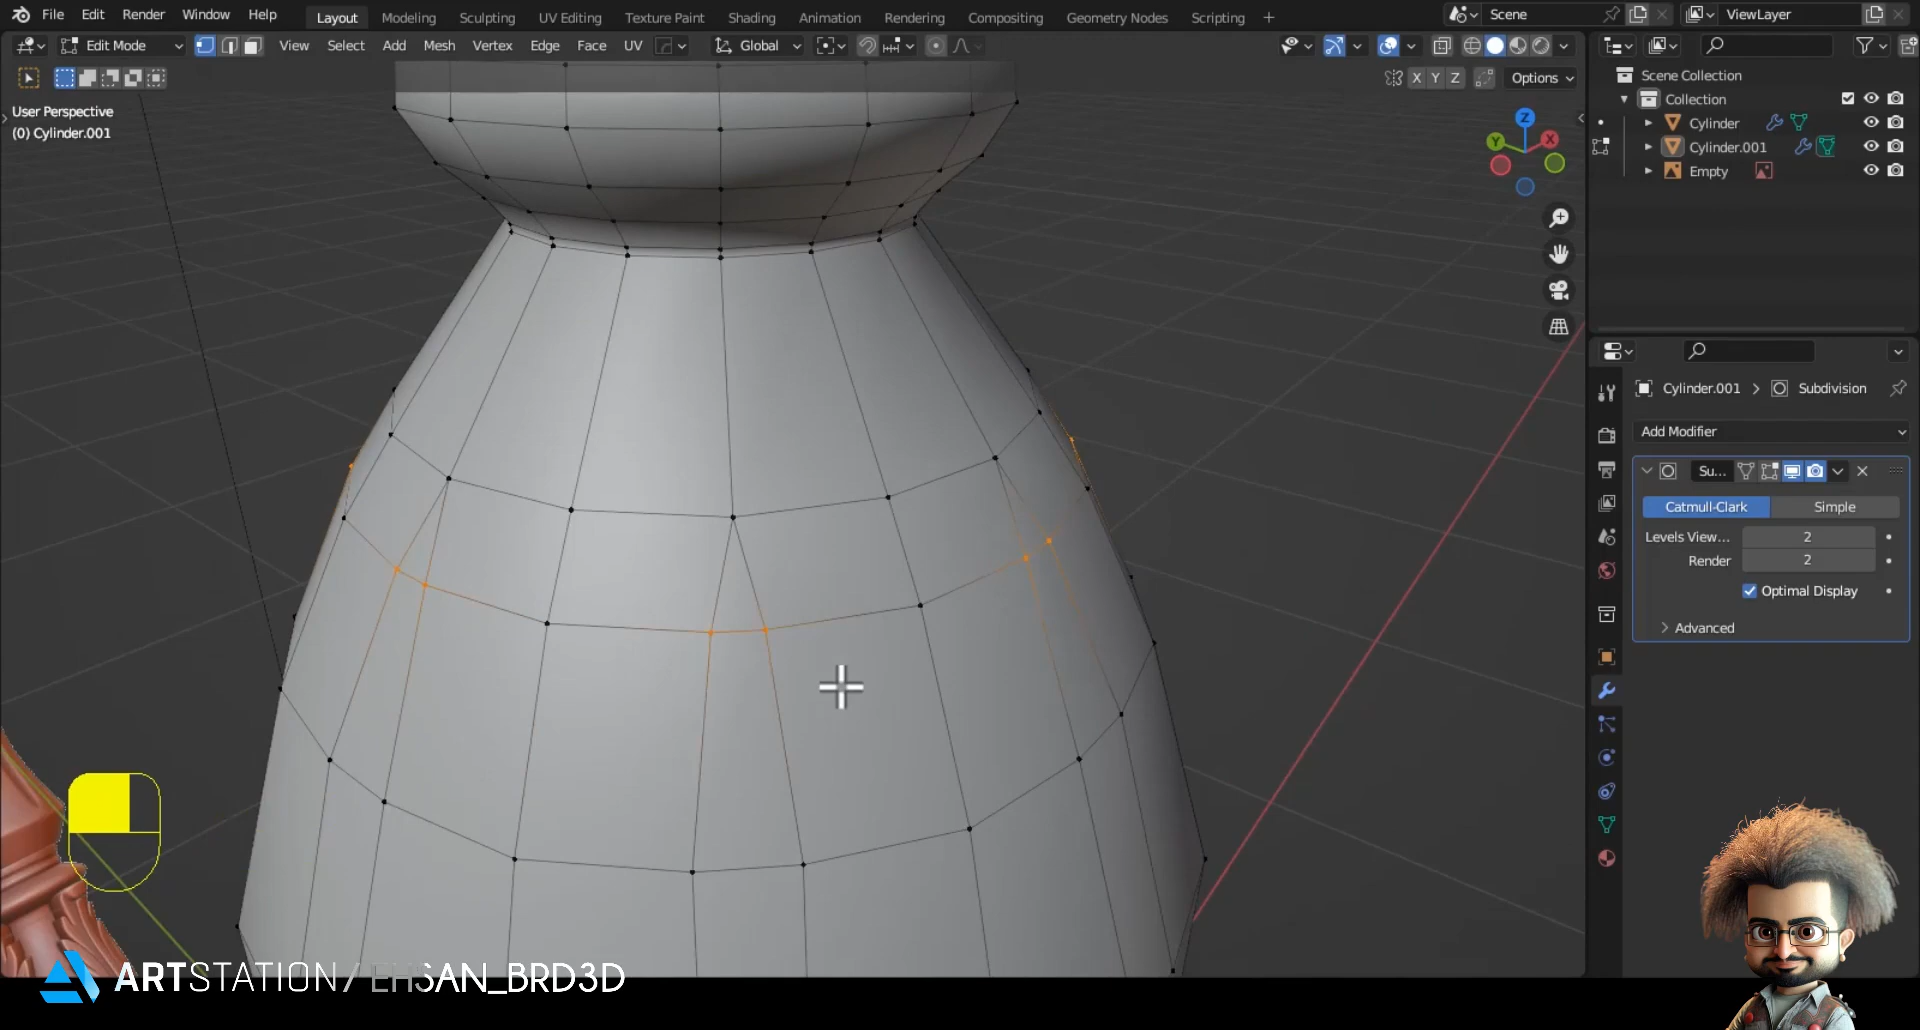 File Edit Render Window Help Layout Modeling Sculpting UV Editing Texture Paint Shading Animation Rendering Compositing Geometry Nodes Scripting + Scene ViewLayer
Edit Mode View Select Add Mesh Vertex Edge Face UV Global
X Y Z Options
User Perspective
(0) Cylinder.001
Z
Y X
Scene Collection
Collection
Cylinder
Cylinder.001
Empty
Cylinder.001 > Subdivision
Add Modifier
Su...
Catmull-Clark Simple
Levels View... 2
Render 2
Optimal Display
Advanced
ARTSTATION/ EHSAN_BRD3D